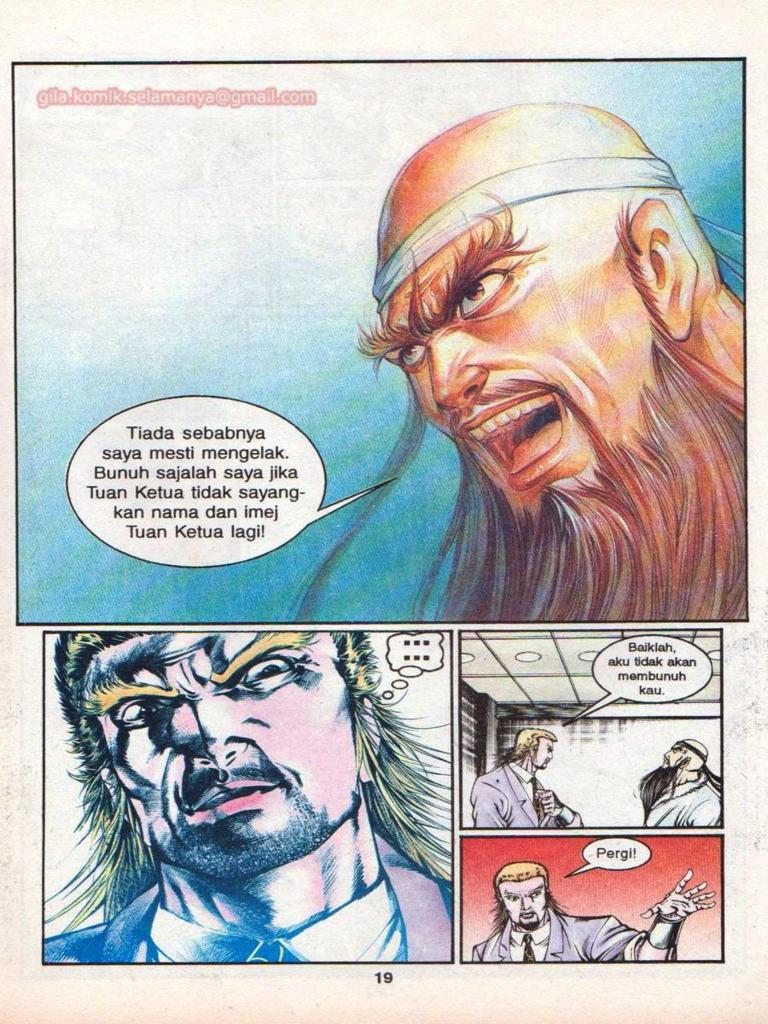 gila.komik.selamanya@gmail.com
Tiada sebabnya
saya mesti mengelak.
Bunuh sajalah saya jika
Tuan Ketua tidak sayang-
kan nama dan imej
Tuan Ketua lagi!
Baiklah,
aku tidak akan
membunuh
kau.
Pergi!
19